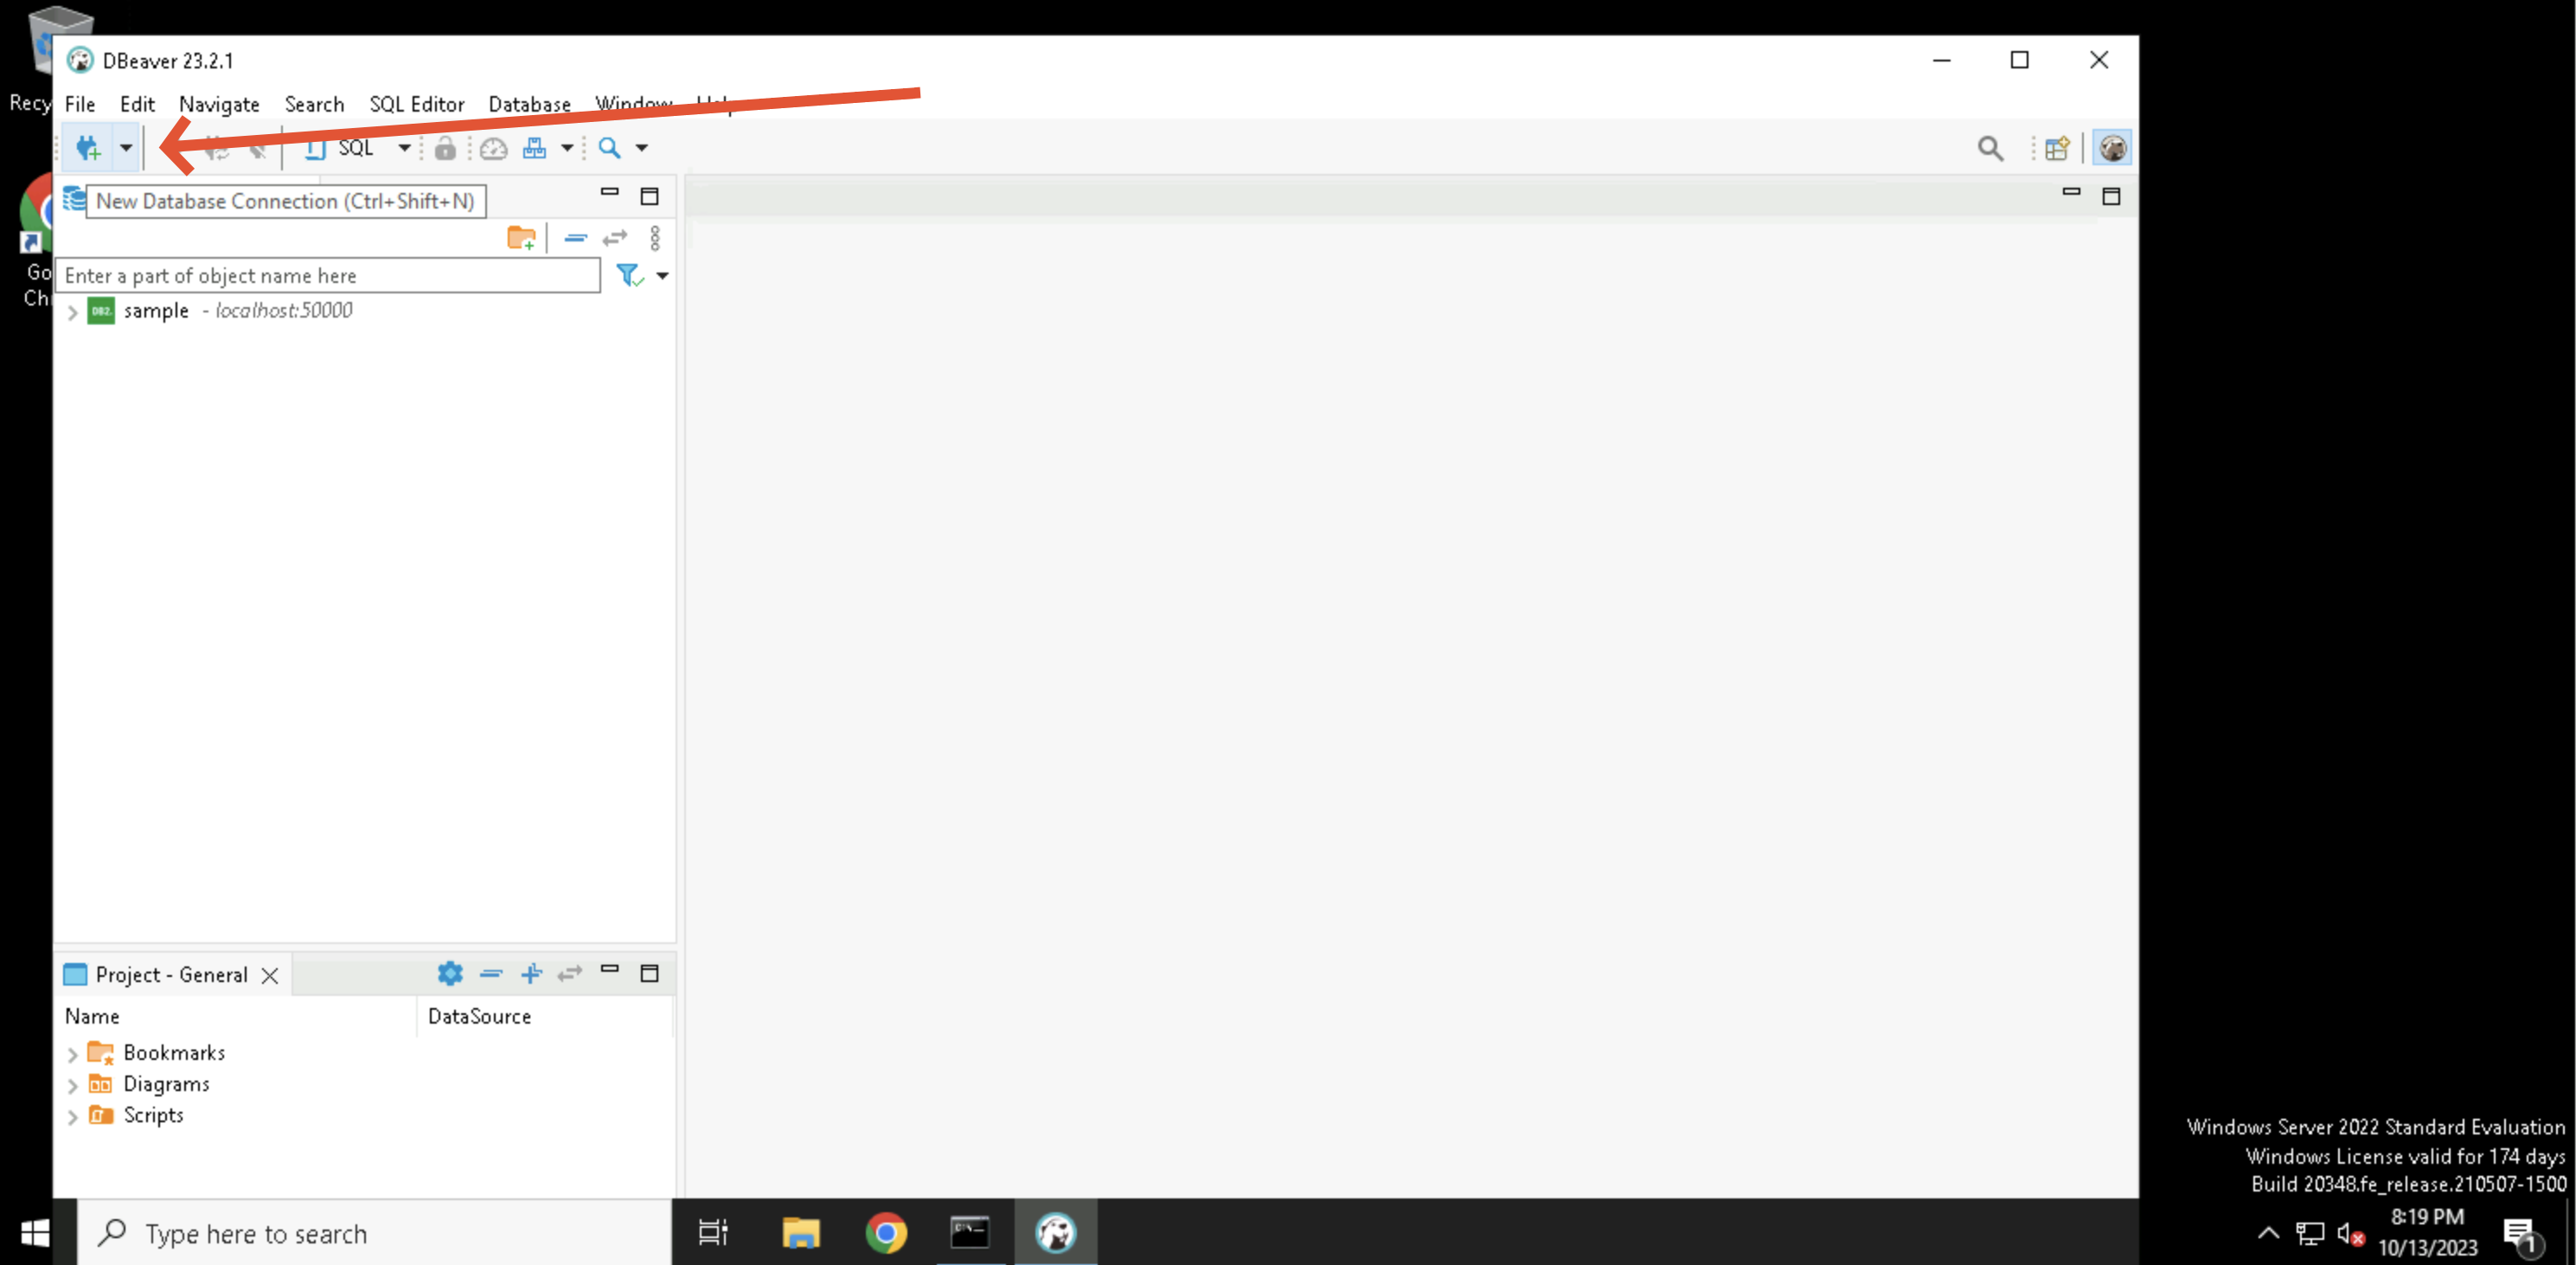 Recy
DBeaver 23.2.1
File Edit Navigate Search SQL Editor Database Window Help
SQL
New Database Connection (Ctrl+Shift+N)
Go
Ch
Enter a part of object name here
DB2.
sample - localhost:50000
Project - General
Name DataSource
Bookmarks
Diagrams
Scripts
Windows Server 2022 Standard Evaluation
Windows License valid for 174 days
Build 20348.fe_release.210507-1500
Type here to search
8:19 PM
10/13/2023
1